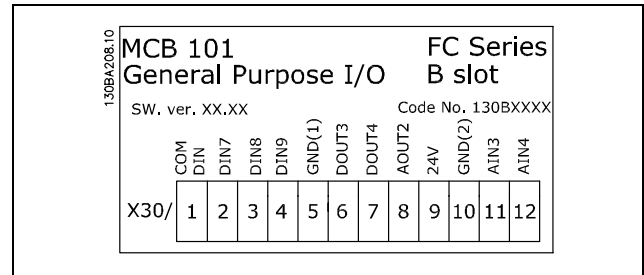 130BA208.10
MCB 101 FC Series
General Purpose I/O B slot
SW. ver. XX.XX Code No. 130BXXXX
COM DIN DIN7 DIN8 DIN9 GND(1) DOUT3 DOUT4 AOUT2 24V GND(2) AIN3 AIN4
X30/ 1 2 3 4 5 6 7 8 9 10 11 12